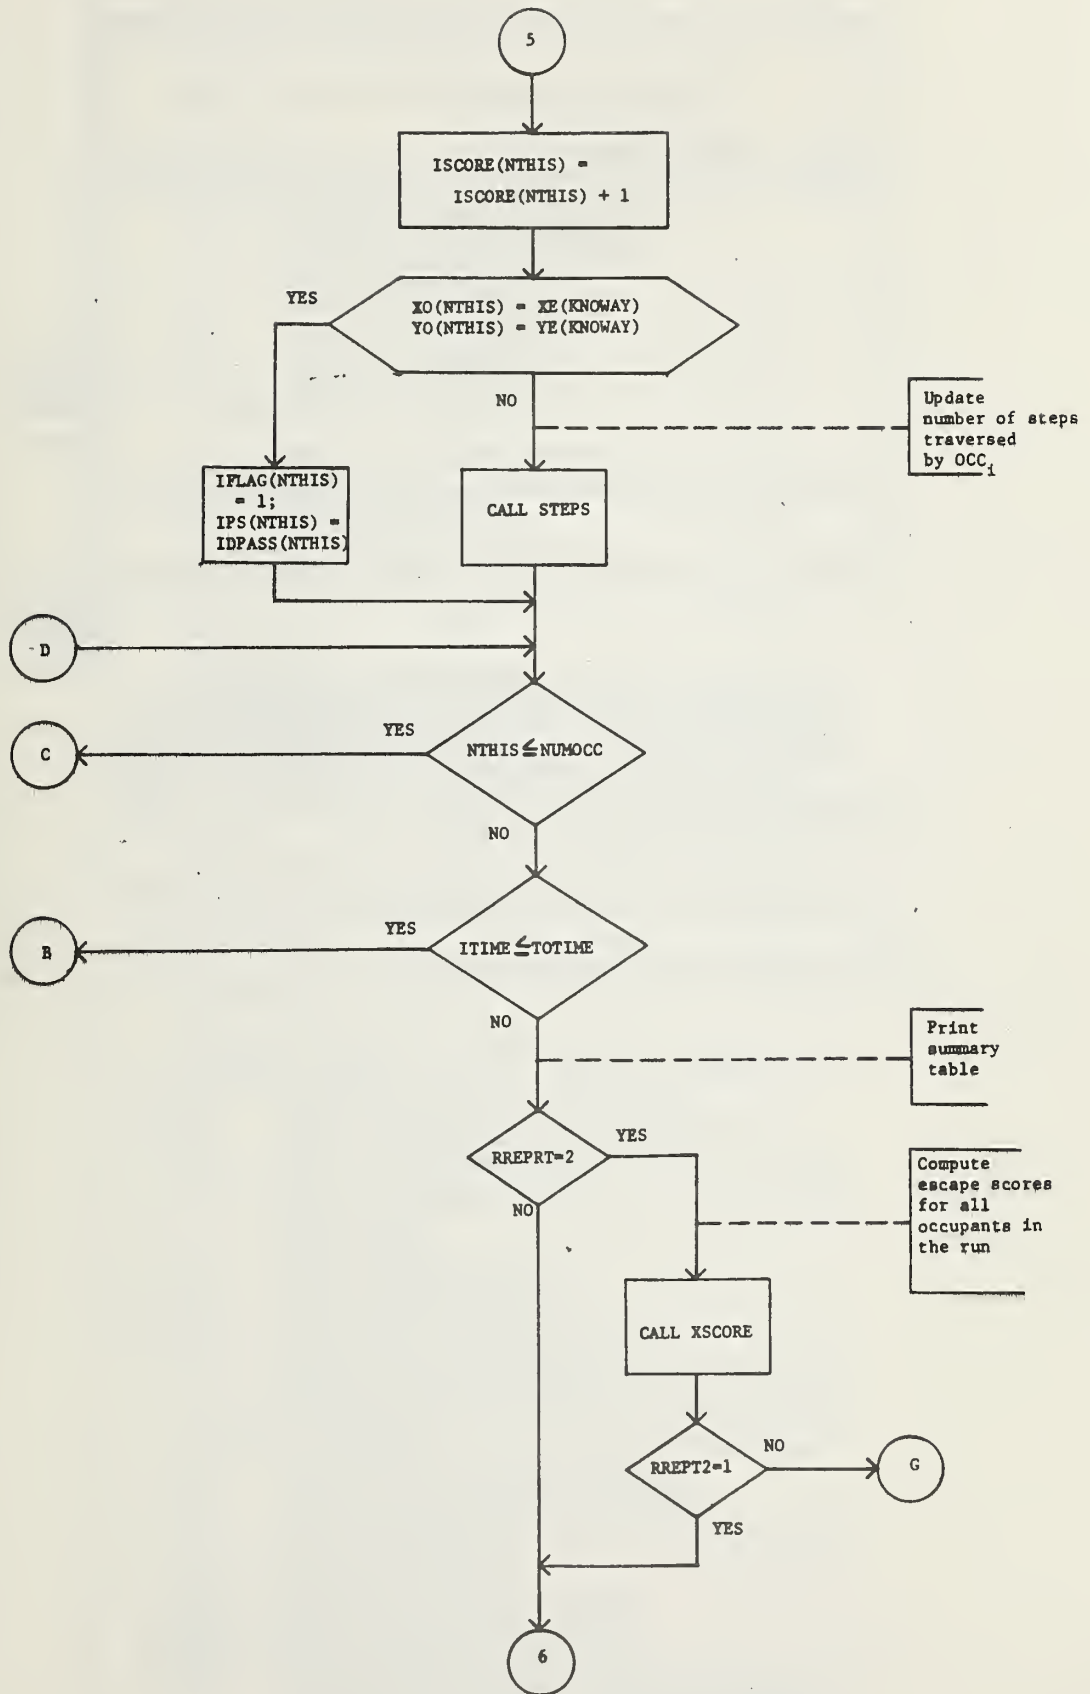 5
ISCORE(NTHIS) =
ISCORE(NTHIS) + 1
YES
XO(NTHIS) = XE(KNOWAY)
YO(NTHIS) = YE(KNOWAY)
NO
Update
number of steps
traversed
by OCCi
IFLAG(NTHIS)
= 1;
IPS(NTHIS) =
IDPASS(NTHIS)
CALL STEPS
D
YES
C
NTHIS ≤ NUMOCC
NO
YES
B
ITIME ≤ TOTIME
NO
Print
summary
table
RREPRT=2
YES
NO
Compute
escape scores
for all
occupants in
the run
CALL XSCORE
RREPT2=1
NO
G
YES
6